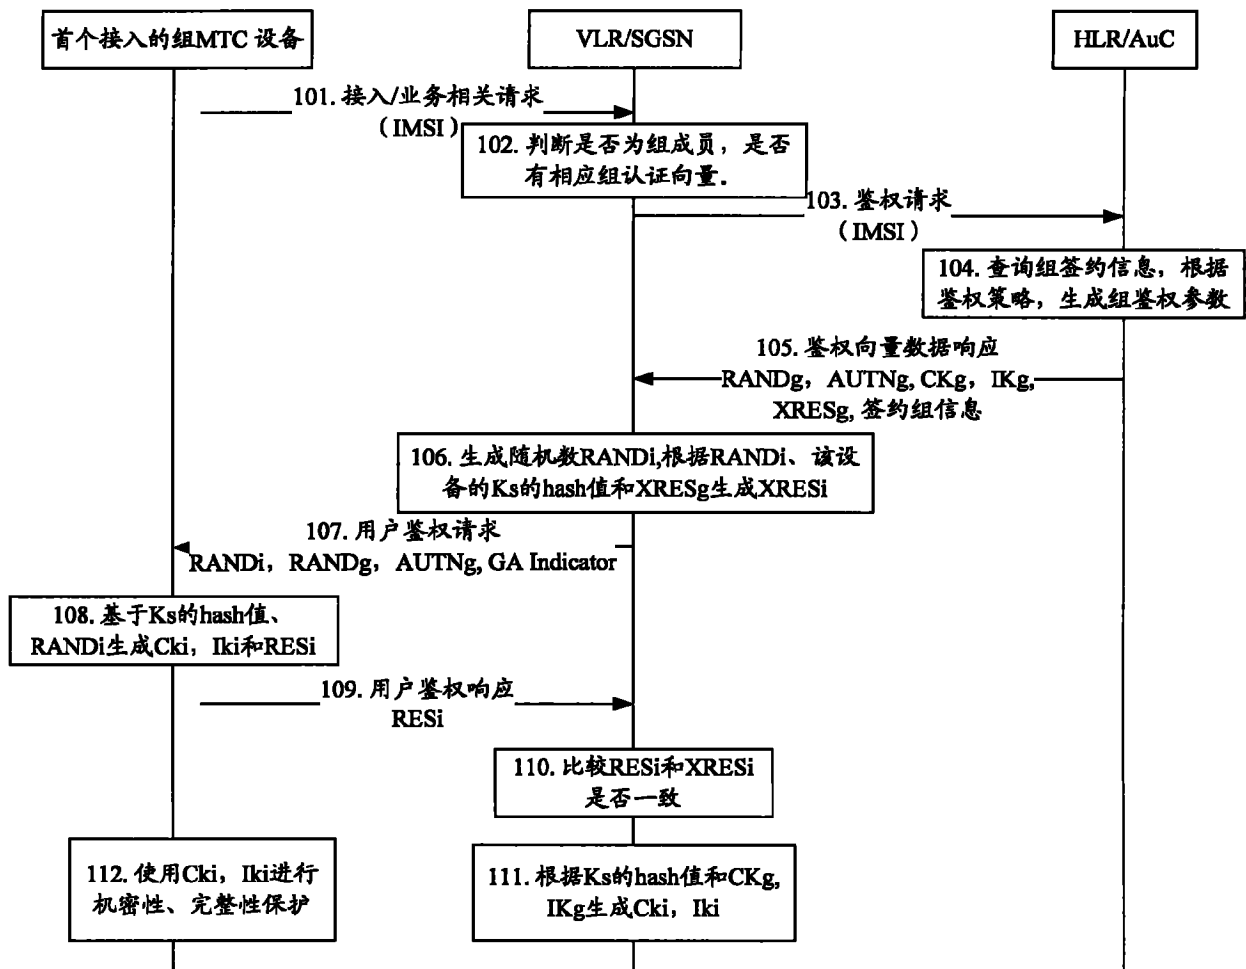 首个接入的组MTC 设备
VLR/SGSN
HLR/AuC
101. 接入/业务相关请求
（IMSI）
102. 判断是否为组成员，是否
有相应组认证向量。
103. 鉴权请求
（IMSI）
104. 查询组签约信息，根据
鉴权策略，生成组鉴权参数
105. 鉴权向量数据响应
RANDg，AUTNg, CKg，IKg,
XRESg, 签约组信息
106. 生成随机数RANDi,根据RANDi、该设
备的Ks的hash值和XRESg生成XRESi
107. 用户鉴权请求
RANDi，RANDg，AUTNg, GA Indicator
108. 基于Ks的hash值、
RANDi生成Cki，Iki和RESi
109. 用户鉴权响应
RESi
110. 比较RESi和XRESi
是否一致
112. 使用Cki，Iki进行
机密性、完整性保护
111. 根据Ks的hash值和CKg,
IKg生成Cki，Iki